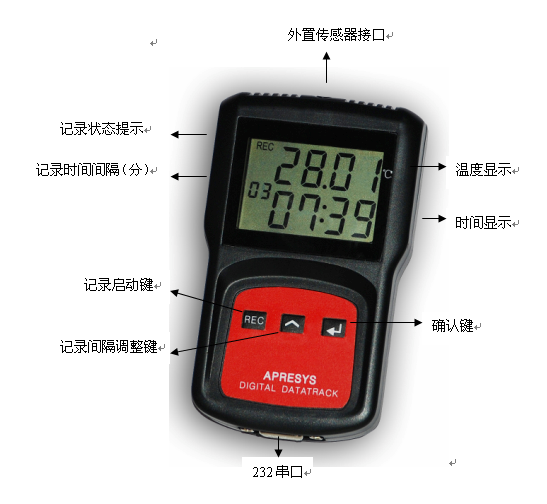 外置传感器接口
记录状态提示
记录时间间隔(分)
REC
28.01
℃
03
07:39
温度显示
时间显示
记录启动键
REC
确认键
记录间隔调整键
APRESYS
DIGITAL DATATRACK
232串口